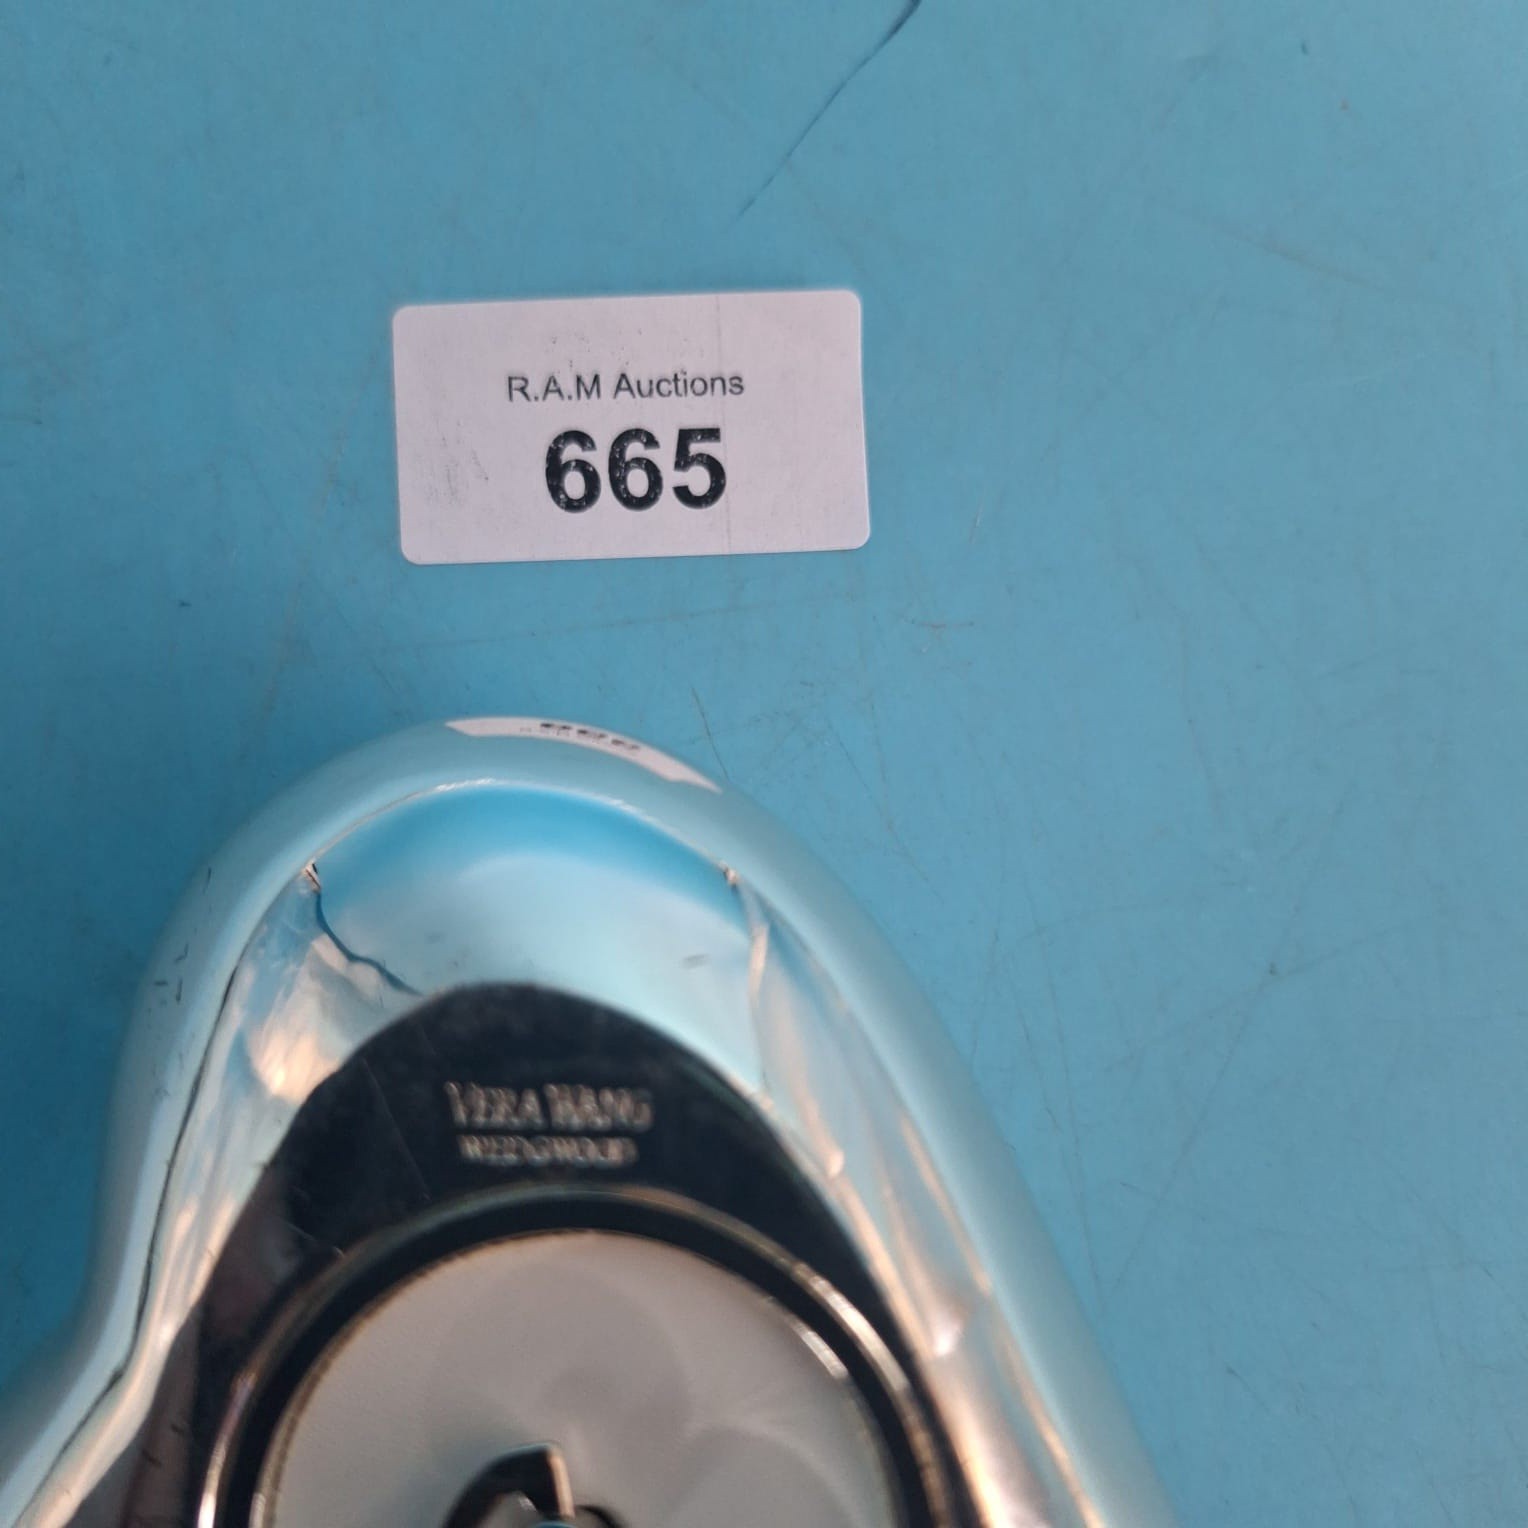 R.A.M Auctions
665
VERA WANG
WEDGWOOD